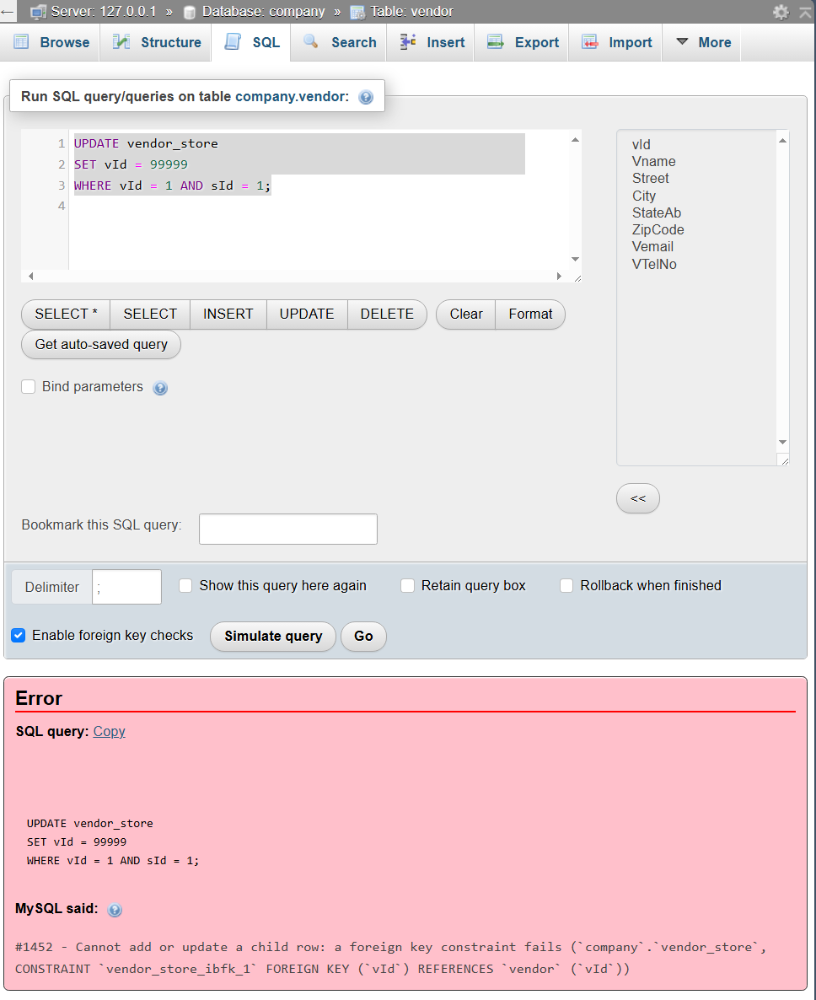 ← Server: 127.0.0.1 » Database: company » Table: vendor
Browse Structure SQL Search Insert Export Import More
Run SQL query/queries on table company.vendor:
1 UPDATE vendor_store
2 SET vId = 99999
3 WHERE vId = 1 AND sId = 1;
4
vId
Vname
Street
City
StateAb
ZipCode
Vemail
VTelNo
SELECT * SELECT INSERT UPDATE DELETE Clear Format
Get auto-saved query
Bind parameters
<<
Bookmark this SQL query:
Delimiter ; Show this query here again Retain query box Rollback when finished
Enable foreign key checks Simulate query Go
Error
SQL query: Copy
UPDATE vendor_store
SET vId = 99999
WHERE vId = 1 AND sId = 1;
MySQL said:
#1452 - Cannot add or update a child row: a foreign key constraint fails (`company`.`vendor_store`,
CONSTRAINT `vendor_store_ibfk_1` FOREIGN KEY (`vId`) REFERENCES `vendor` (`vId`))